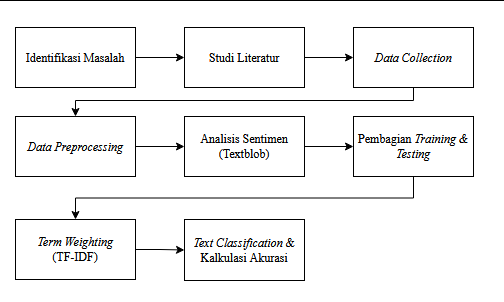 Identifikasi Masalah
Studi Literatur
Data Collection
Data Preprocessing
Analisis Sentimen
(Textblob)
Pembagian Training &
Testing
Term Weighting
(TF-IDF)
Text Classification &
Kalkulasi Akurasi